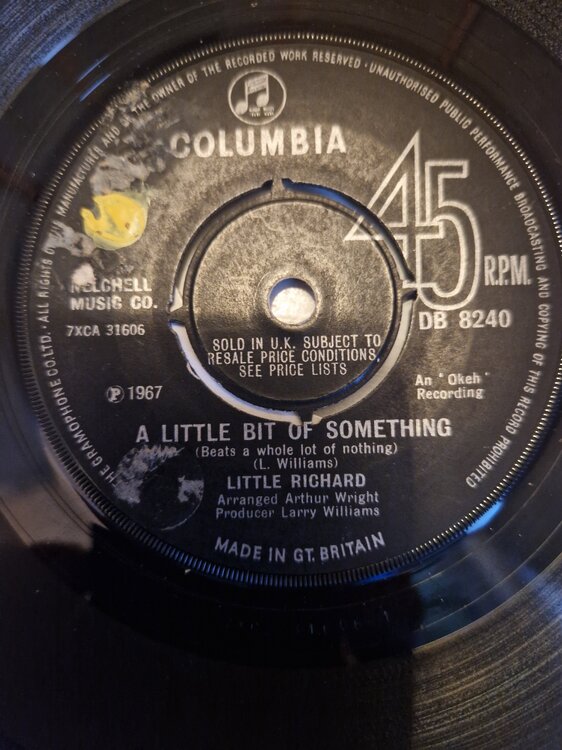 MANUFACTURER AND OF THE OWNER OF THE RECORDED WORK RESERVED · UNAUTHORISED PUBLIC PERFORMANCE BROADCASTING AND COPYING OF THIS RECORD PROHIBITED
THE GRAMOPHONE CO. LTD. · ALL RIGHTS
COLUMBIA
45
R.P.M.
DB 8240
MUSIC CO.
7XCA 31606
SOLD IN U.K. SUBJECT TO
RESALE PRICE CONDITIONS,
SEE PRICE LISTS
℗ 1967
An "Okeh"
Recording
A LITTLE BIT OF SOMETHING
(Beats a whole lot of nothing)
(L. Williams)
LITTLE RICHARD
Arranged Arthur Wright
Producer Larry Williams
MADE IN GT. BRITAIN